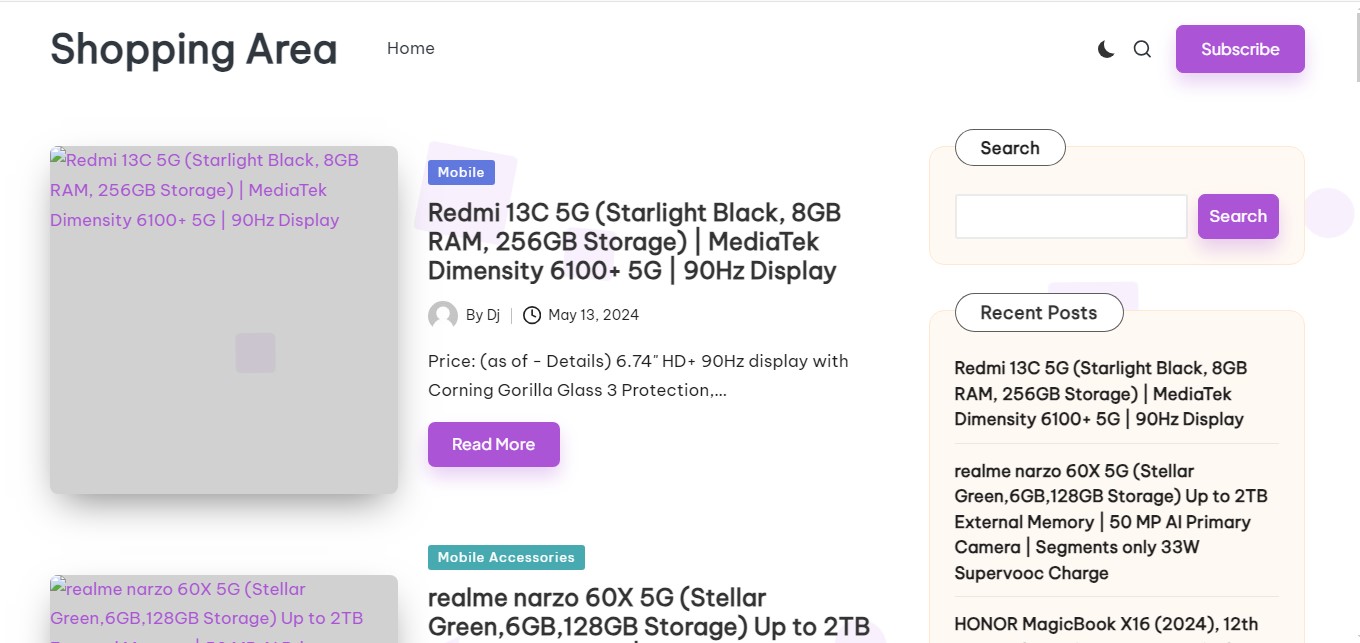 Shopping Area
Home
Subscribe
Redmi 13C 5G (Starlight Black, 8GB
RAM, 256GB Storage) | MediaTek
Dimensity 6100+ 5G | 90Hz Display
Mobile
Redmi 13C 5G (Starlight Black, 8GB
RAM, 256GB Storage) | MediaTek
Dimensity 6100+ 5G | 90Hz Display
By Dj
May 13, 2024
Price: (as of - Details) 6.74" HD+ 90Hz display with
Corning Gorilla Glass 3 Protection,...
Read More
realme narzo 60X 5G (Stellar
Green,6GB,128GB Storage) Up to 2TB
Mobile Accessories
realme narzo 60X 5G (Stellar
Green,6GB,128GB Storage) Up to 2TB
Search
Search
Recent Posts
Redmi 13C 5G (Starlight Black, 8GB
RAM, 256GB Storage) | MediaTek
Dimensity 6100+ 5G | 90Hz Display
realme narzo 60X 5G (Stellar
Green,6GB,128GB Storage) Up to 2TB
External Memory | 50 MP AI Primary
Camera | Segments only 33W
Supervooc Charge
HONOR MagicBook X16 (2024), 12th